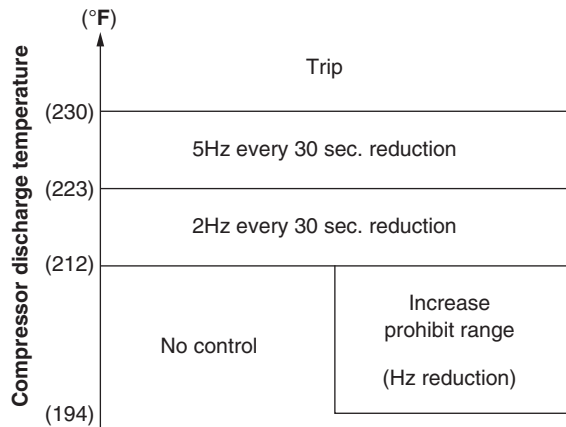 (°F)
Compressor discharge temperature
Trip
(230)
5Hz every 30 sec. reduction
(223)
2Hz every 30 sec. reduction
(212)
Increase
prohibit range
No control
(Hz reduction)
(194)